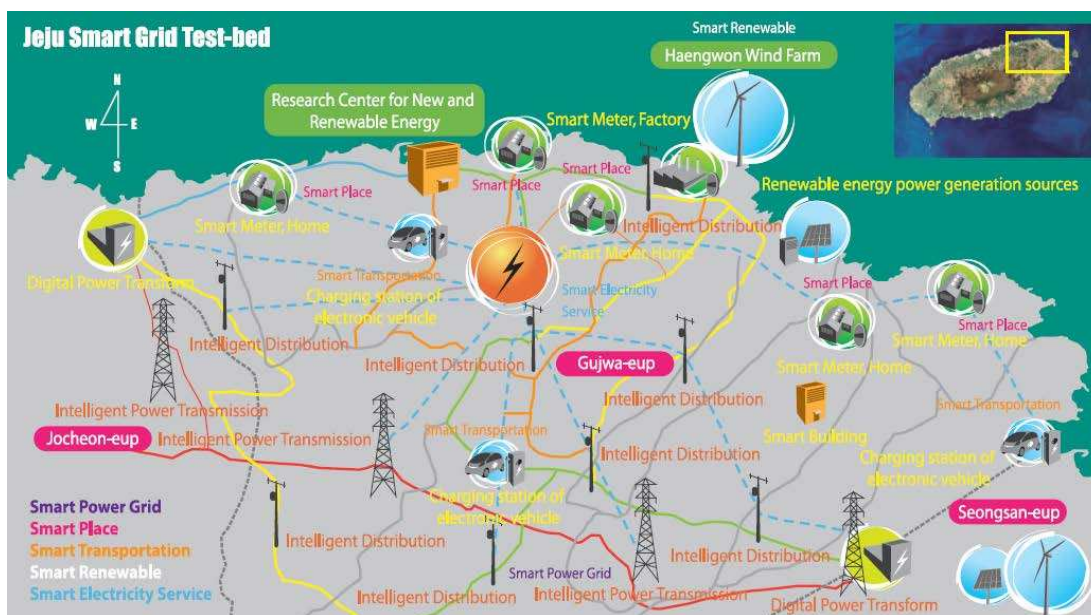 Jeju Smart Grid Test-bed
N
W
E
S
Smart Renewable
Haengwon Wind Farm
Research Center for New and
Renewable Energy
Smart Meter, Factory
Smart Place
Smart Place
Smart Place
Renewable energy power generation sources
Smart Meter, Home
Intelligent Distribution
Smart Meter, Home
Digital Power Transform
Smart Transportation
Charging station of
electronic vehicle
Smart Electricity
Service
Smart Place
Smart Place
Smart Meter, Home
Intelligent Distribution
Intelligent Distribution
Gujwa-eup
Smart Meter, Home
Intelligent Distribution
Smart Transportation
Intelligent Power Transmission
Jocheon-eup
Intelligent Power Transmission
Smart Transportation
Smart Building
Intelligent Distribution
Charging station of
electronic vehicle
Charging station of
electronic vehicle
Seongsan-eup
Smart Power Grid
Smart Place
Smart Transportation
Smart Renewable
Smart Electricity Service
Intelligent Distribution
Intelligent Distribution
Smart Power Grid
Intelligent Distribution
Intelligent Power Transmission
Digital Power Transform